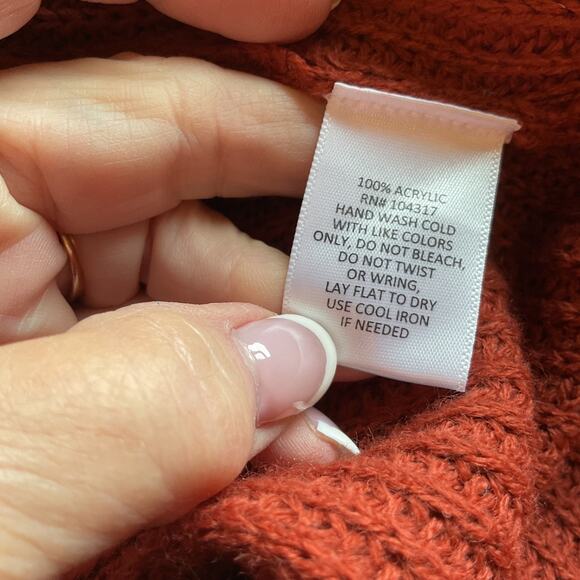 100% ACRYLIC
RN# 104317
HAND WASH COLD
WITH LIKE COLORS
ONLY, DO NOT BLEACH,
DO NOT TWIST
OR WRING,
LAY FLAT TO DRY
USE COOL IRON
IF NEEDED